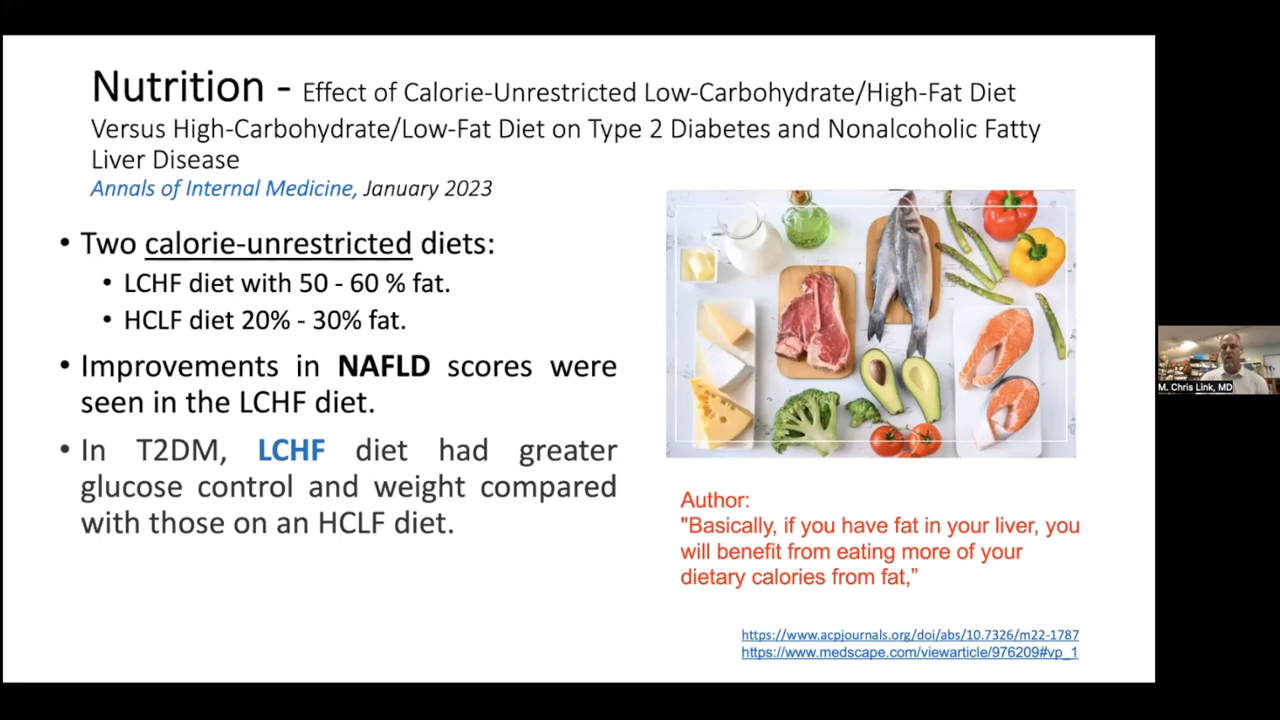 Nutrition - Effect of Calorie-Unrestricted Low-Carbohydrate/High-Fat Diet
Versus High-Carbohydrate/Low-Fat Diet on Type 2 Diabetes and Nonalcoholic Fatty
Liver Disease
Annals of Internal Medicine, January 2023
• Two calorie-unrestricted diets:
• LCHF diet with 50 - 60 % fat.
• HCLF diet 20% - 30% fat.
• Improvements in NAFLD scores were
seen in the LCHF diet.
• In T2DM, LCHF diet had greater
glucose control and weight compared
with those on an HCLF diet.
Author:
"Basically, if you have fat in your liver, you
will benefit from eating more of your
dietary calories from fat,”
https://www.acpjournals.org/doi/abs/10.7326/m22-1787
https://www.medscape.com/viewarticle/976209#vp_1
M. Chris Link, MD